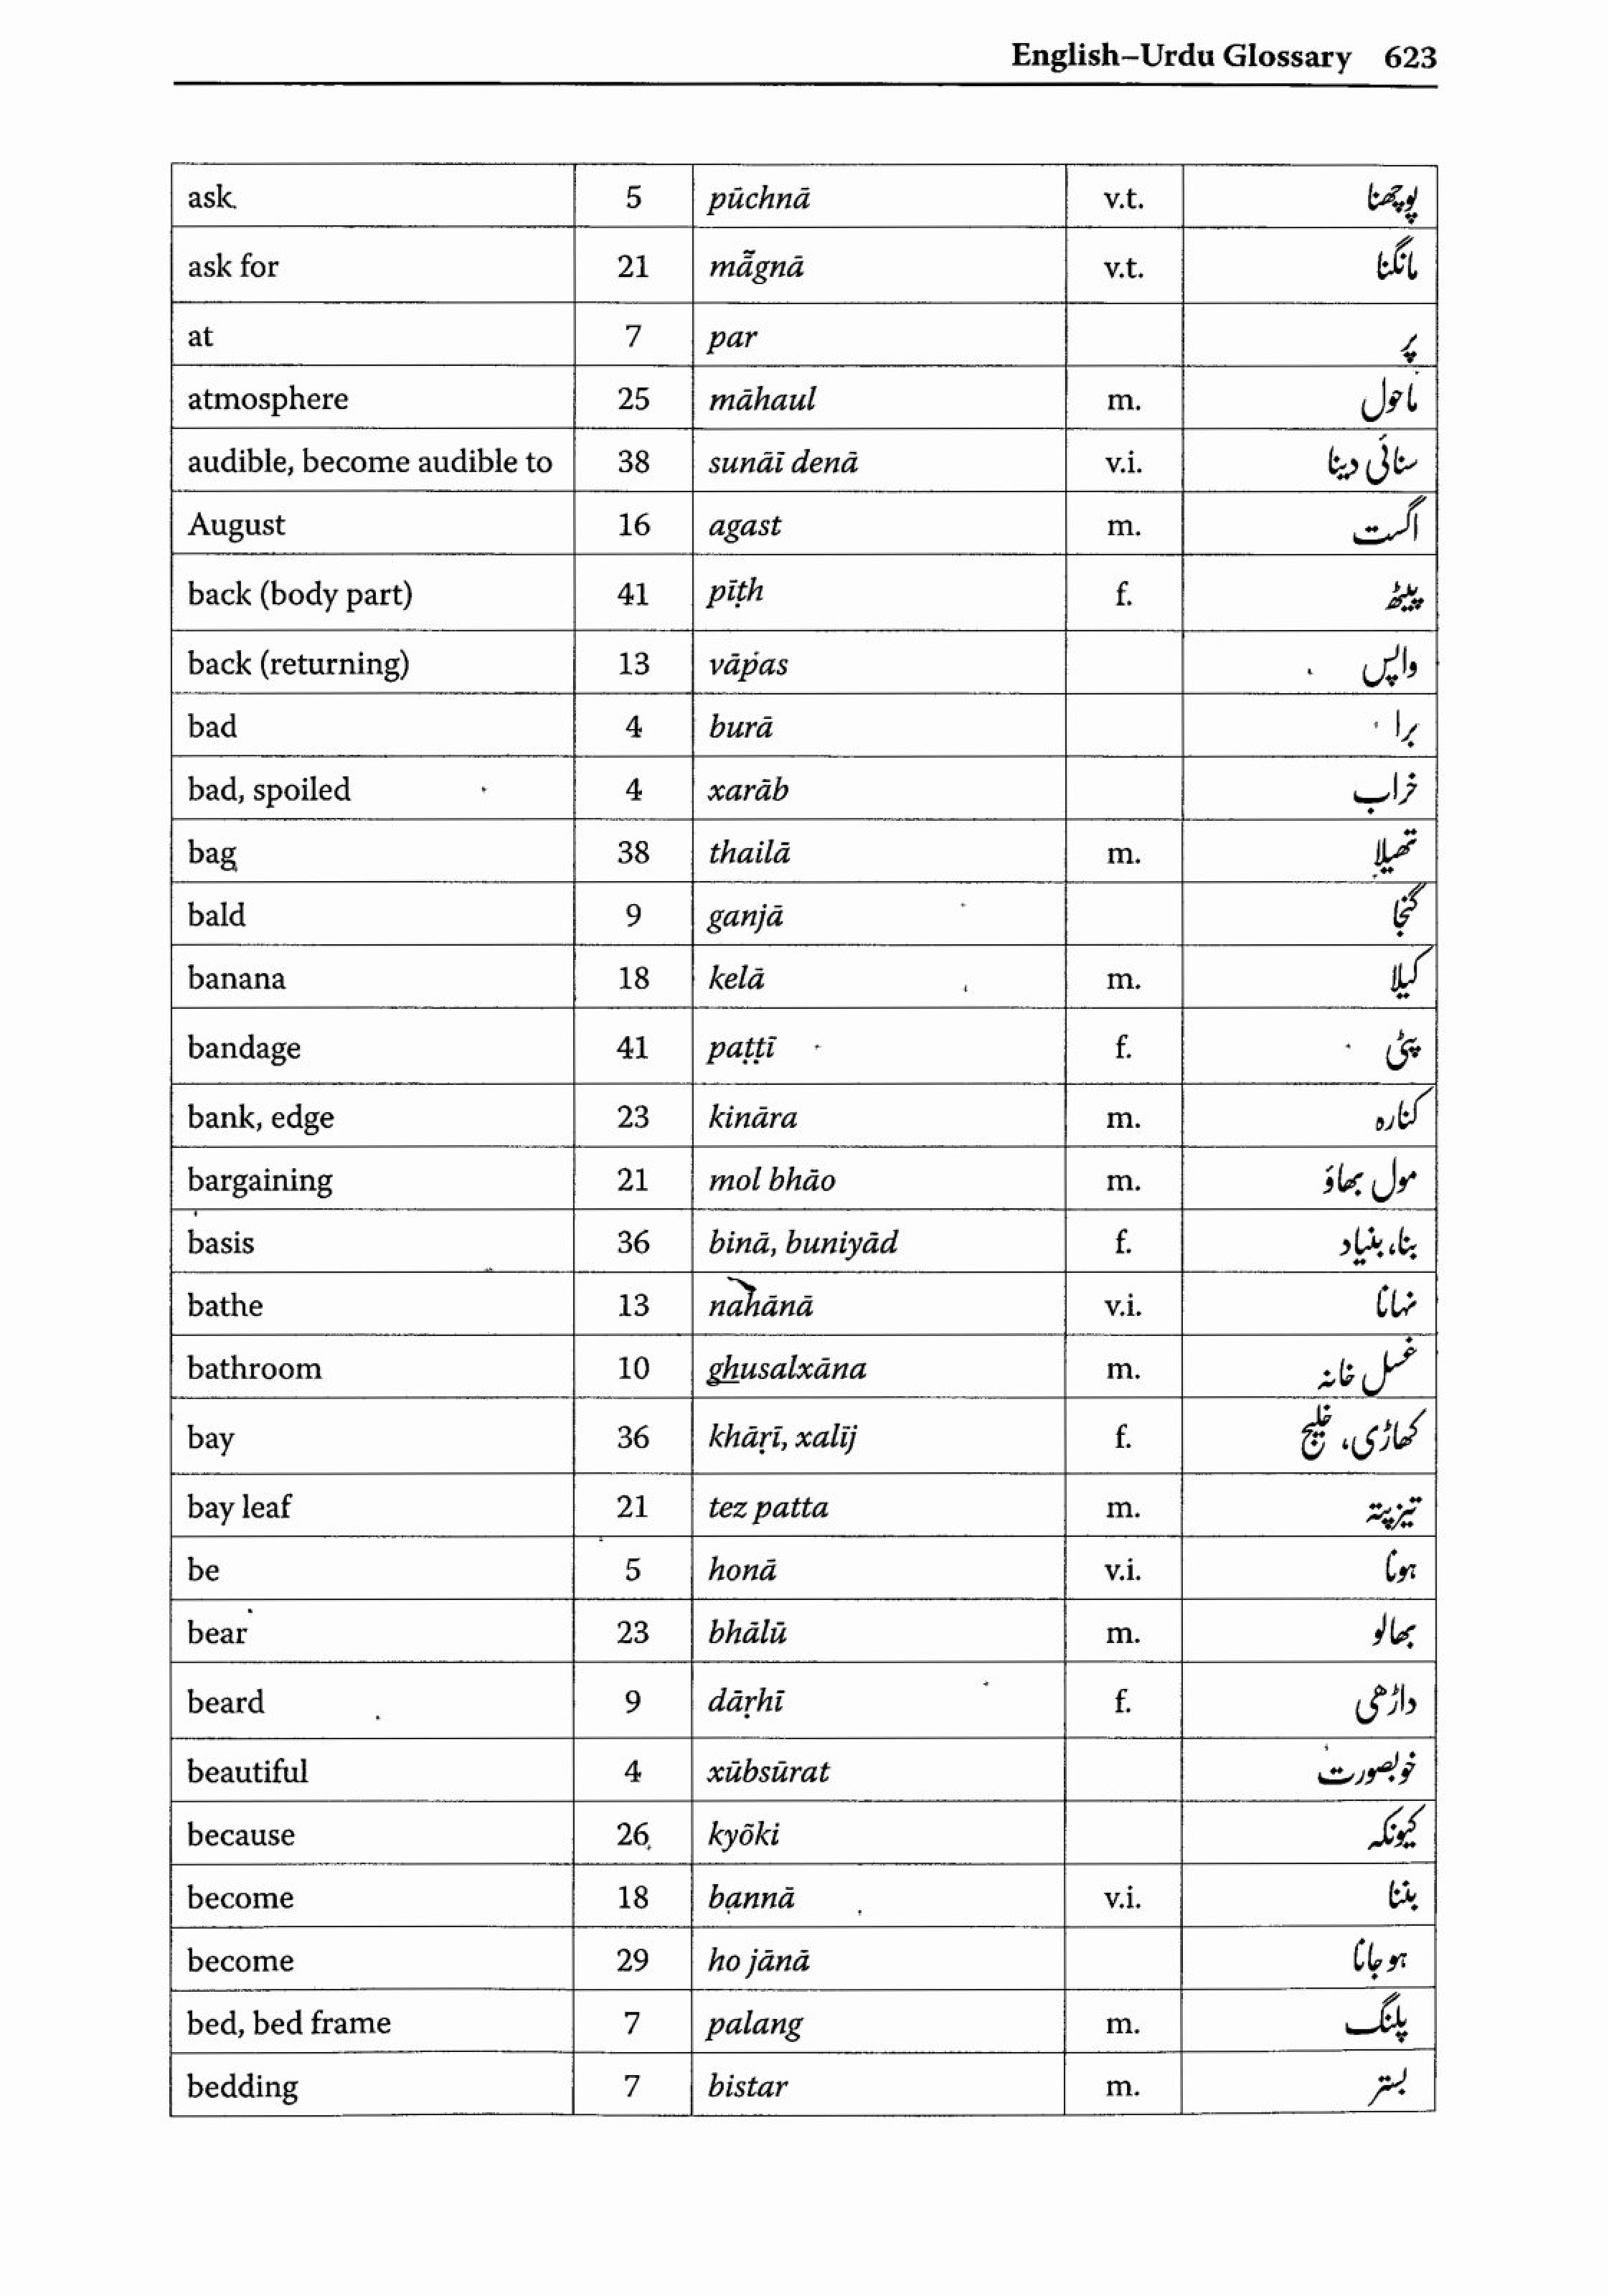 English–Urdu Glossary 623
ask 5 pūchnā v.t. پوچھنا
ask for 21 mā̃gnā v.t. مانگنا
at 7 par پر
atmosphere 25 māhaul m. ماحول
audible, become audible to 38 sunāī denā v.i. سنائی دینا
August 16 agast m. اگست
back (body part) 41 pīṭh f. پیٹھ
back (returning) 13 vāpas واپس
bad 4 burā برا
bad, spoiled 4 xarāb خراب
bag 38 thailā m. تھیلا
bald 9 ganjā گنجا
banana 18 kelā m. کیلا
bandage 41 paṭṭī f. پٹی
bank, edge 23 kināra m. کنارہ
bargaining 21 mol bhāo m. مول بھاؤ
basis 36 binā, buniyād f. بنا، بنیاد
bathe 13 nahānā v.i. نہانا
bathroom 10 ghusalxāna m. غسل خانہ
bay 36 khāṛī, xalīj f. کھاڑی، خلیج
bay leaf 21 tez patta m. تیز پتہ
be 5 honā v.i. ہونا
bear 23 bhālū m. بھالو
beard 9 dāṛhī f. داڑھی
beautiful 4 xūbsūrat خوبصورت
because 26 kyõki کیونکہ
become 18 bannā v.i. بننا
become 29 ho jānā ہو جانا
bed, bed frame 7 palang m. پلنگ
bedding 7 bistar m. بستر